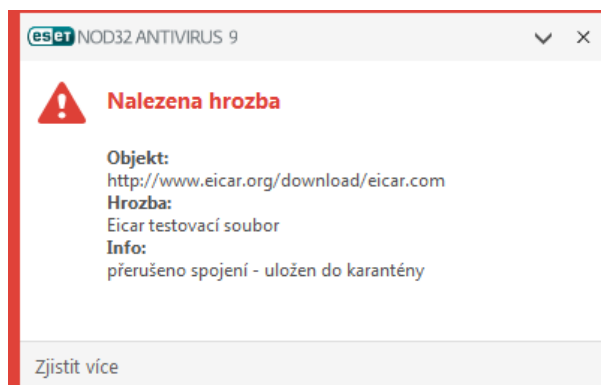 eset NOD32 ANTIVIRUS 9
Nalezena hrozba
Objekt:
http://www.eicar.org/download/eicar.com
Hrozba:
Eicar testovací soubor
Info:
přerušeno spojení - uložen do karantény
Zjistit více